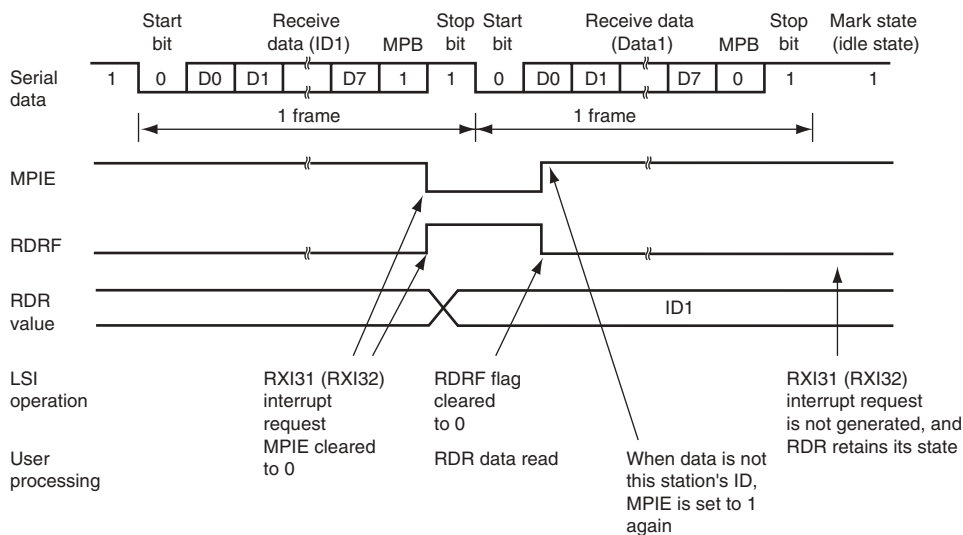 Start bit
Receive data (ID1)
MPB
Stop bit
Start bit
Receive data (Data1)
MPB
Stop bit
Mark state (idle state)
Serial data
1 0 D0 D1 D7 1 1 0 D0 D1 D7 0 1 1
1 frame
1 frame
MPIE
RDRF
RDR value
ID1
LSI operation
RXI31 (RXI32)
interrupt
request
MPIE cleared
to 0
RDRF flag
cleared
to 0
RXI31 (RXI32)
interrupt request
is not generated, and
RDR retains its state
User processing
RDR data read
When data is not
this station's ID,
MPIE is set to 1
again